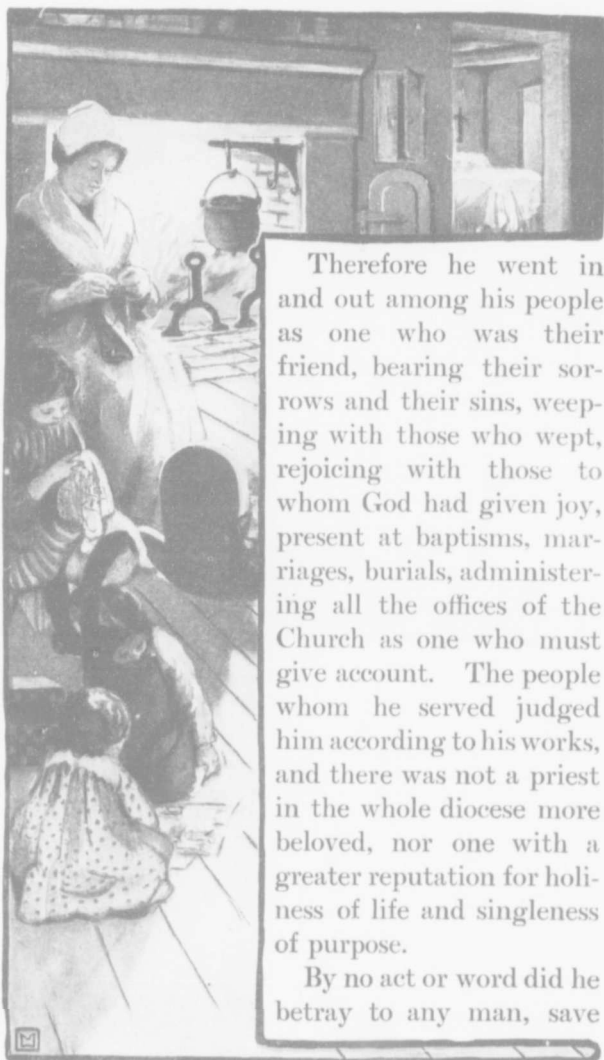 Therefore he went in
and out among his people
as one who was their
friend, bearing their sor-
rows and their sins, weep-
ing with those who wept,
rejoicing with those to
whom God had given joy,
present at baptisms, mar-
riages, burials, administer-
ing all the offices of the
Church as one who must
give account. The people
whom he served judged
him according to his works,
and there was not a priest
in the whole diocese more
beloved, nor one with a
greater reputation for holi-
ness of life and singleness
of purpose.
By no act or word did he
betray to any man, save